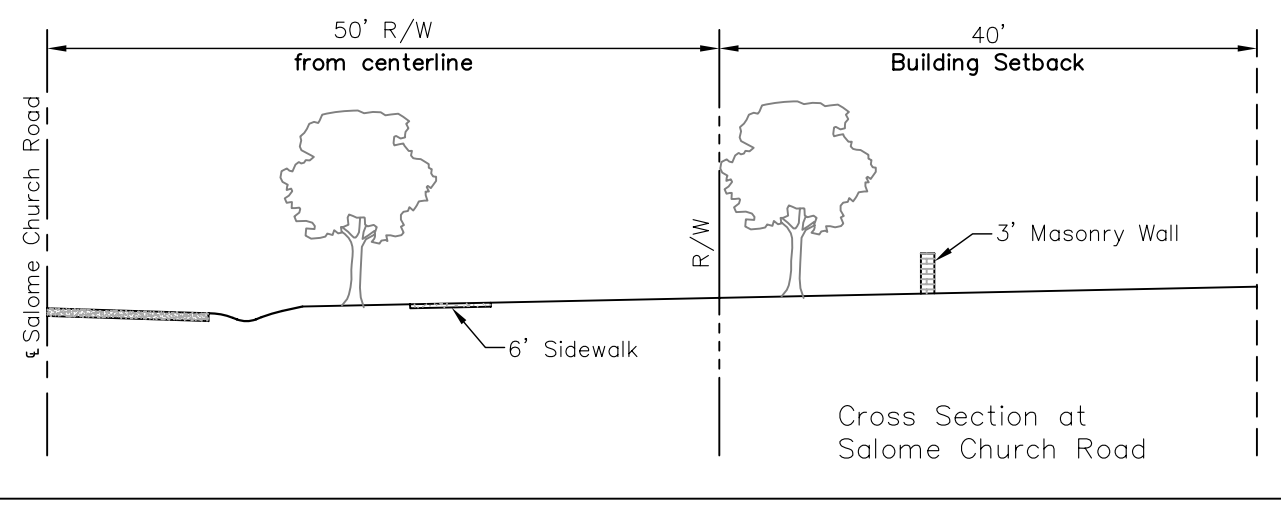 50' R/W
from centerline
40'
Building Setback
℄ Salome Church Road
R/W
3' Masonry Wall
6' Sidewalk
Cross Section at
Salome Church Road